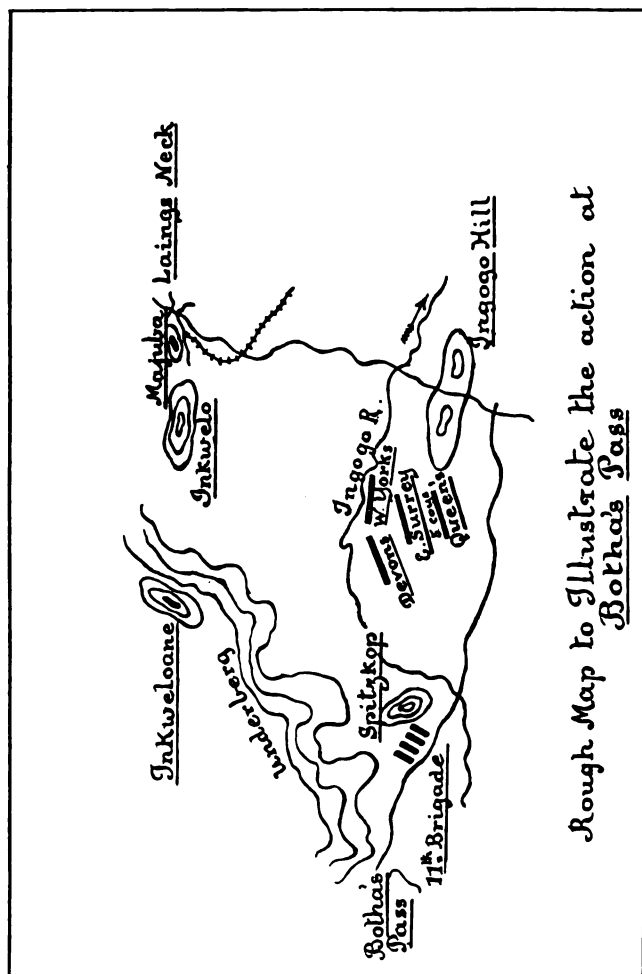 Majuba Laings Neck
Inkwelo
Inkweloane
underberg
Ingogo R.
W. Yorks
Devons
E. Surrey
Queens
Ingogo Hill
Spitzkop
11th Brigade
Botha's
Pass
Rough Map to Illustrate the action at
Botha's Pass